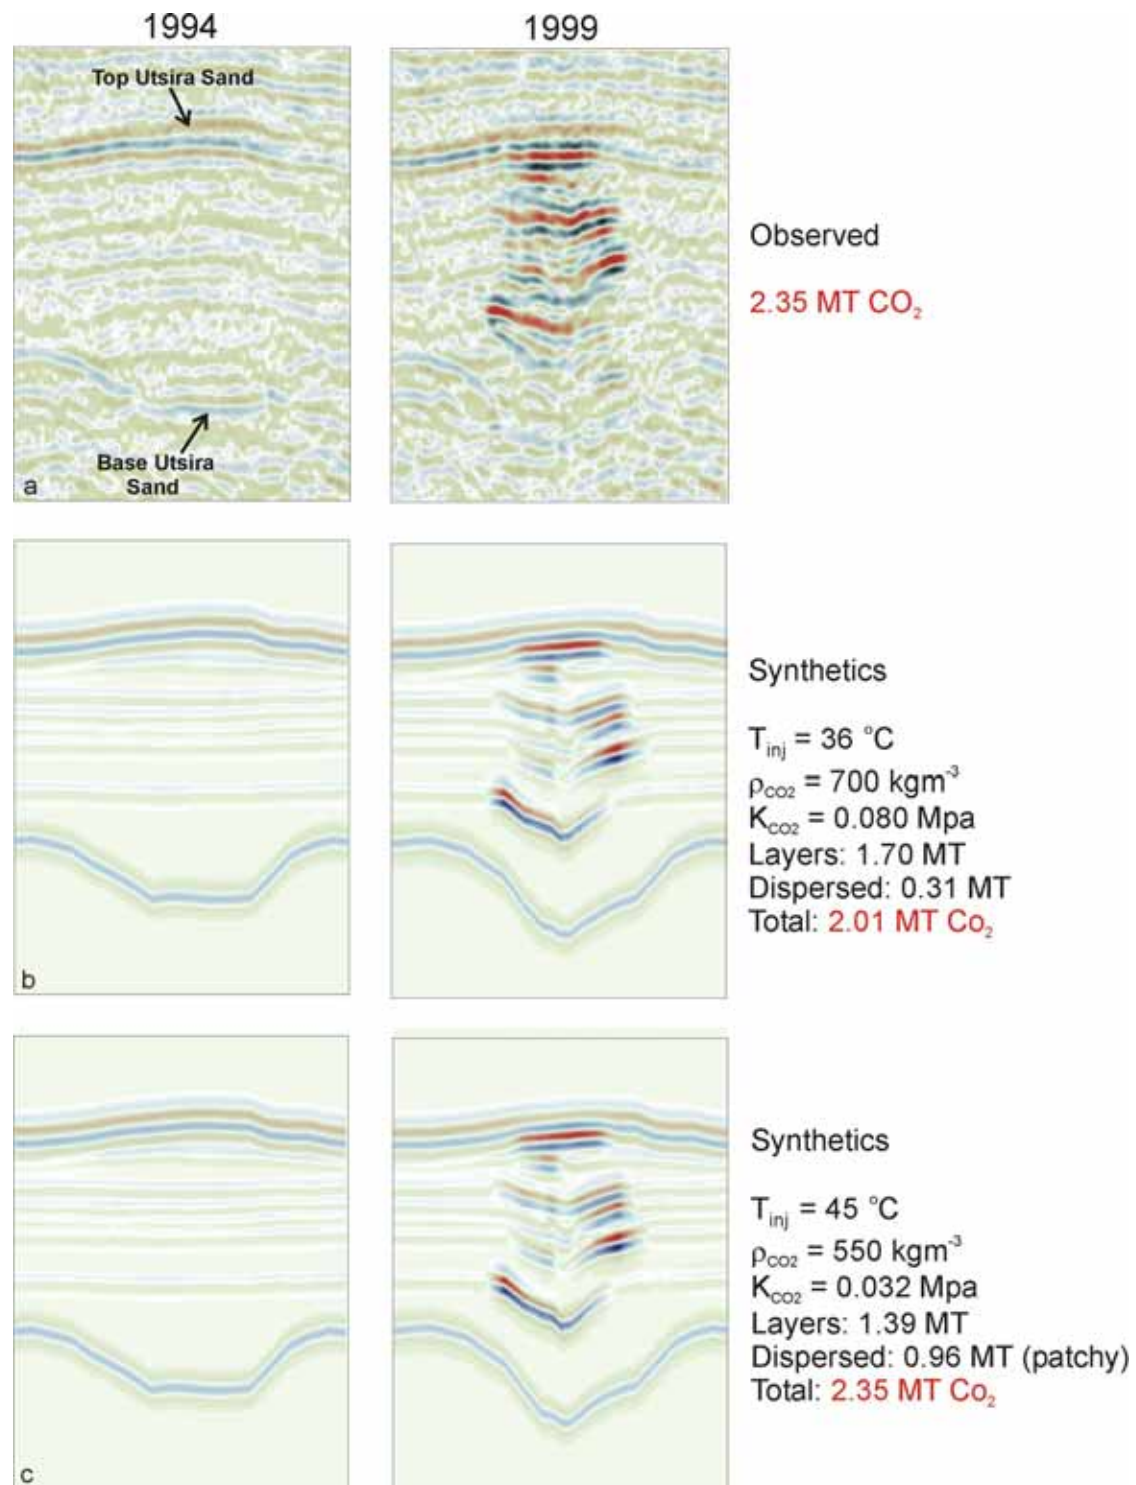 1994
1999
Top Utsira Sand
Base Utsira
Sand
a
Observed
2.35 MT CO₂
b
Synthetics
Tinj = 36 °C
ρCO2 = 700 kgm⁻³
KCO2 = 0.080 Mpa
Layers: 1.70 MT
Dispersed: 0.31 MT
Total: 2.01 MT Co₂
c
Synthetics
Tinj = 45 °C
ρCO2 = 550 kgm⁻³
KCO2 = 0.032 Mpa
Layers: 1.39 MT
Dispersed: 0.96 MT (patchy)
Total: 2.35 MT Co₂